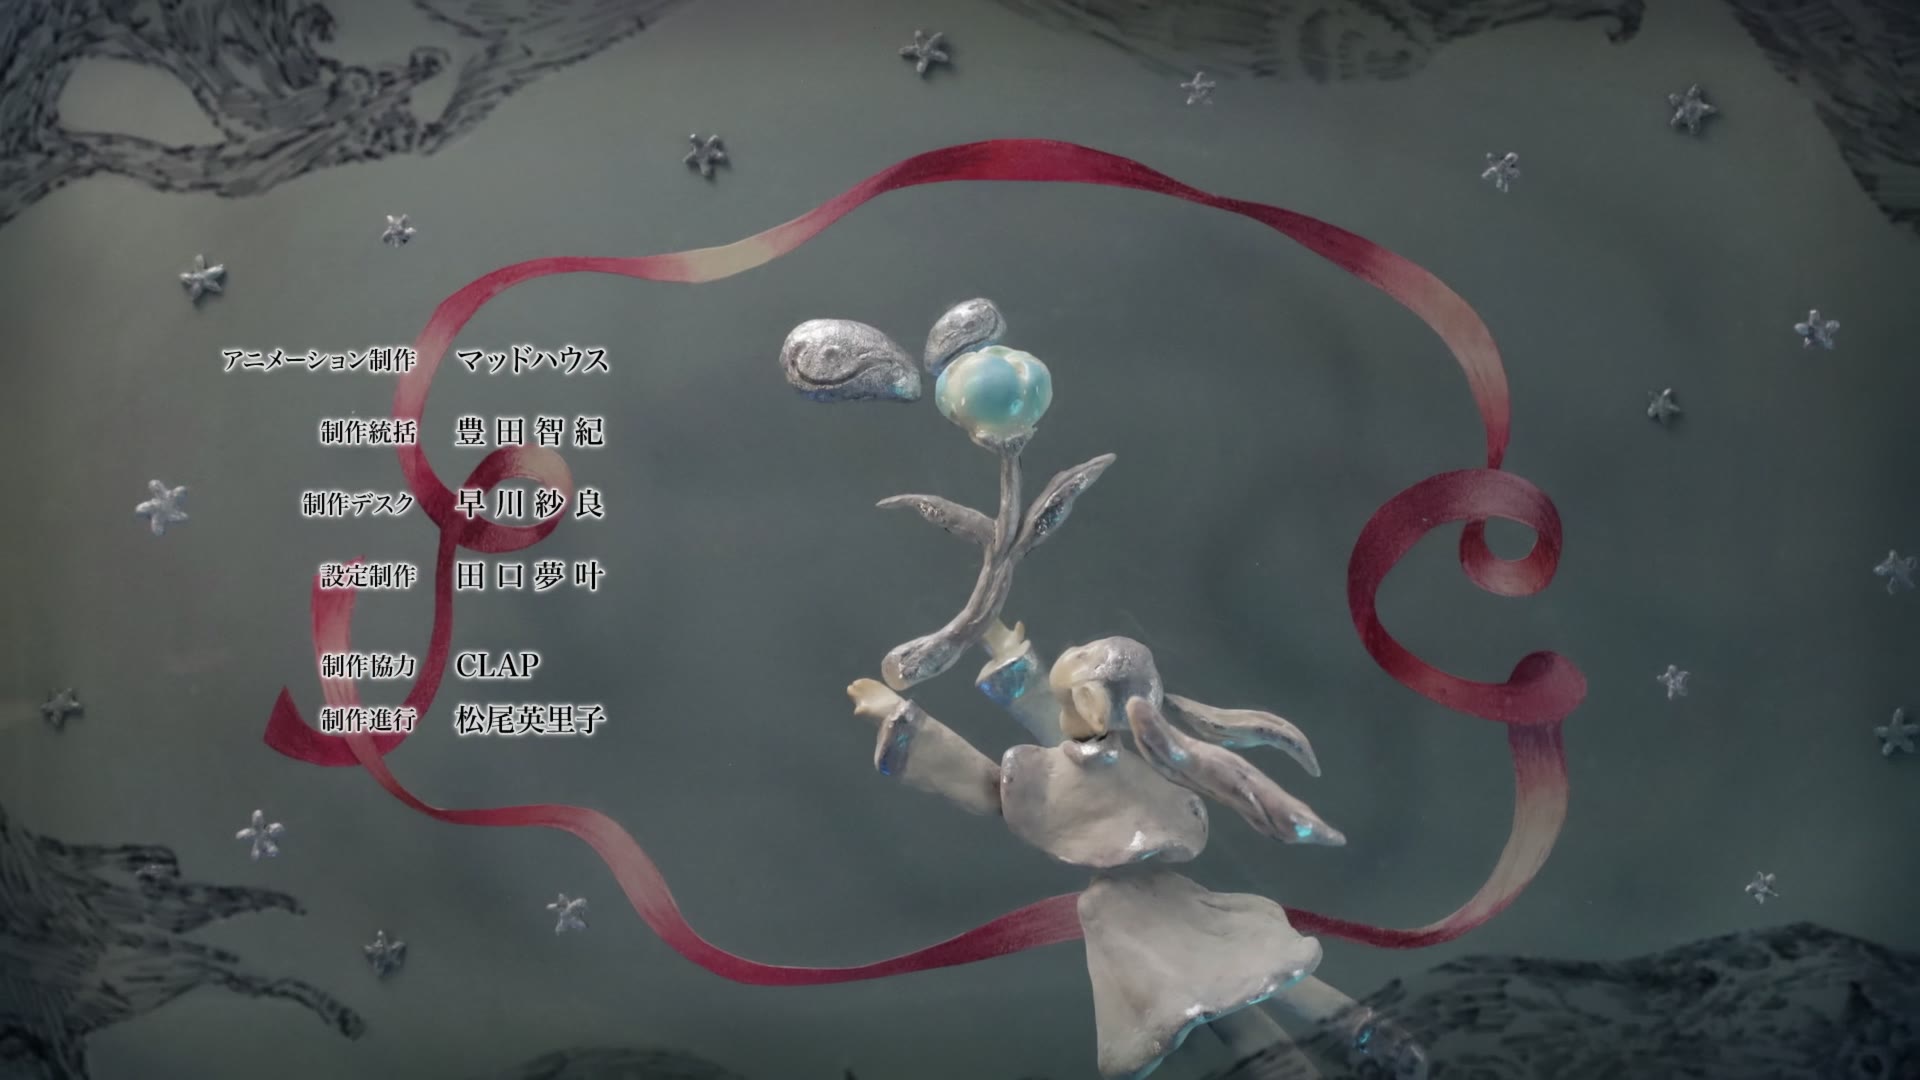 アニメーション制作 マッドハウス
制作統括 豊田智紀
制作デスク 早川紗良
設定制作 田口夢叶
制作協力 CLAP
制作進行 松尾英里子